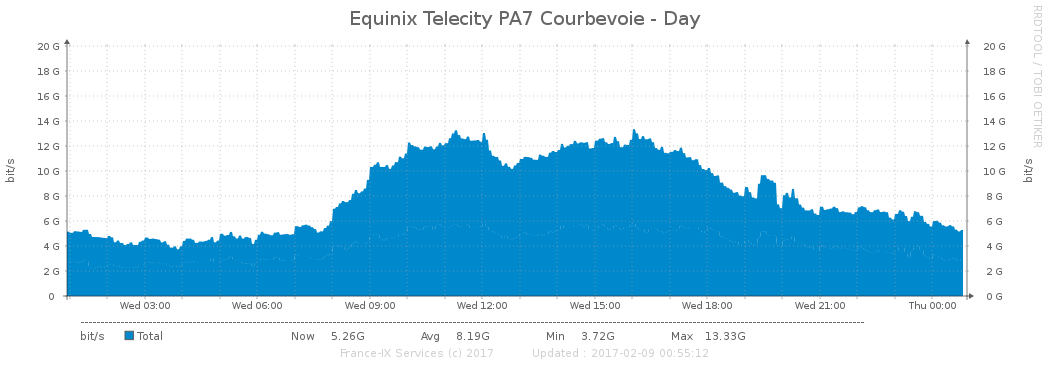 Equinix Telecity PA7 Courbevoie - Day
RRDTOOL / TOBI OETIKER
20 G 20 G
18 G 18 G
16 G 16 G
14 G 14 G
12 G 12 G
10 G 10 G
8 G 8 G
6 G 6 G
4 G 4 G
2 G 2 G
0 0 G
bit/s
bit/s
Wed 03:00 Wed 06:00 Wed 09:00 Wed 12:00 Wed 15:00 Wed 18:00 Wed 21:00 Thu 00:00
bit/s Total Now 5.26G Avg 8.19G Min 3.72G Max 13.33G
France-IX Services (c) 2017 Updated : 2017-02-09 00:55:12